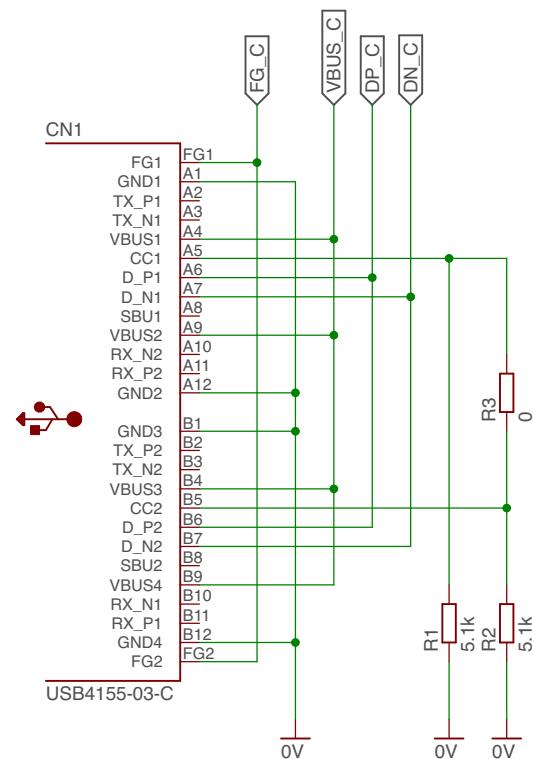 FG_C
VBUS_C
DP_C
DN_C
CN1
FG1 FG1
GND1 A1
TX_P1 A2
TX_N1 A3
VBUS1 A4
CC1 A5
D_P1 A6
D_N1 A7
SBU1 A8
VBUS2 A9
RX_N2 A10
RX_P2 A11
GND2 A12
R3
0
GND3 B1
TX_P2 B2
TX_N2 B3
VBUS3 B4
CC2 B5
D_P2 B6
D_N2 B7
SBU2 B8
VBUS4 B9
RX_N1 B10
RX_P1 B11
GND4 B12
FG2 FG2
R1
5.1k
R2
5.1k
USB4155-03-C
0V
0V
0V